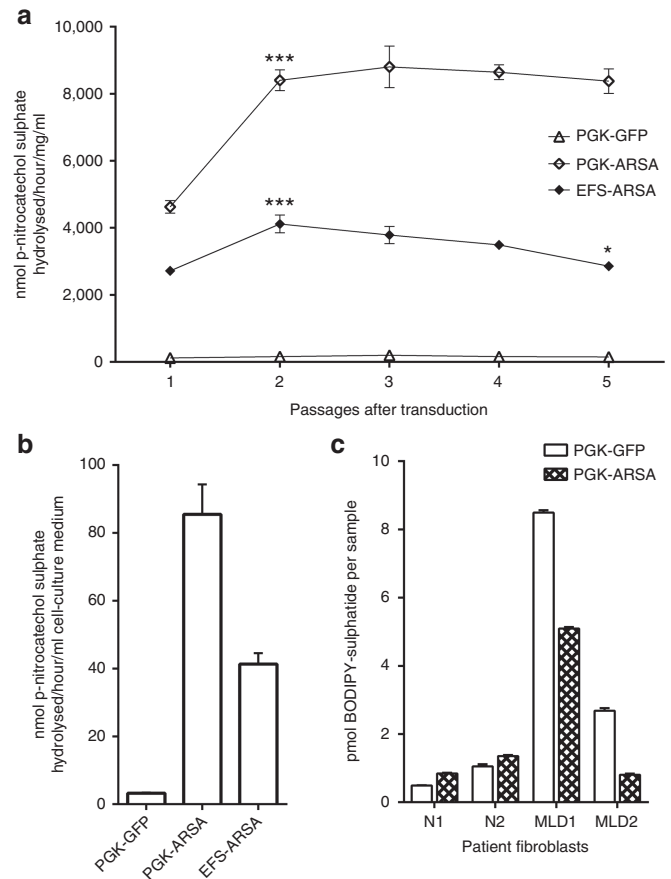 a
nmol p-nitrocatechol sulphate
hydrolysed/hour/mg/ml
10,000
8,000
6,000
4,000
2,000
0
***
***
*
PGK-GFP
PGK-ARSA
EFS-ARSA
1 2 3 4 5
Passages after transduction
b
nmol p-nitrocatechol sulphate
hydrolysed/hour/ml cell-culture medium
100
80
60
40
20
0
PGK-GFP
PGK-ARSA
EFS-ARSA
c
PGK-GFP
PGK-ARSA
pmol BODIPY-sulphatide per sample
10
8
6
4
2
0
N1 N2 MLD1 MLD2
Patient fibroblasts